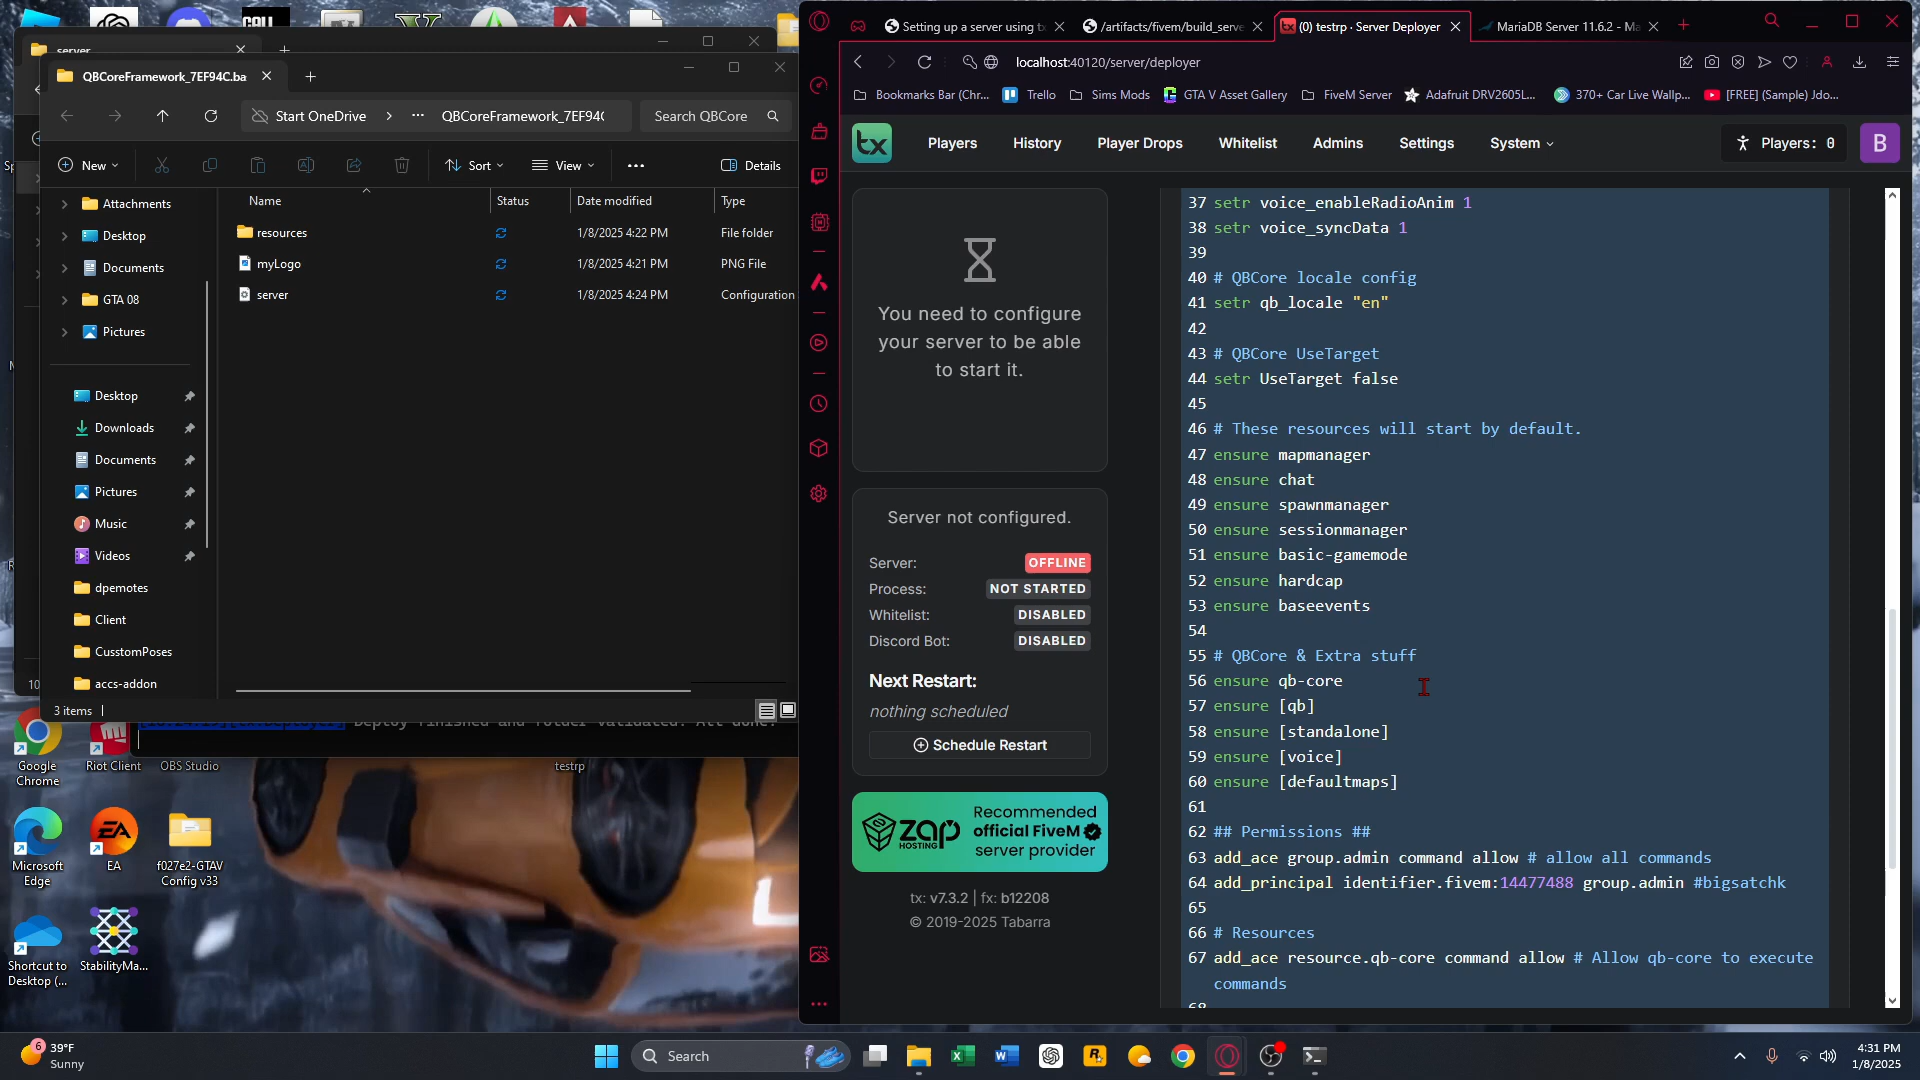 server
QBCoreFramework_7EF94C.ba
Start OneDrive
QBCoreFramework_7EF94(
Search QBCore
New
Sort
View
Details
Name
Status
Date modified
Type
resources
1/8/2025 4:22 PM
File folder
myLogo
1/8/2025 4:21 PM
PNG File
server
1/8/2025 4:24 PM
Configuration
Attachments
Desktop
Documents
GTA 08
Pictures
Desktop
Downloads
Documents
Pictures
Music
Videos
dpemotes
Client
CusstomPoses
accs-addon
3 items
Google
Chrome
Riot Client
OBS Studio
testrp
Microsoft
Edge
EA
f027e2-GTAV
Config v33
Shortcut to
Desktop (...
StabilityMa...
Setting up a server using tx
/artifacts/fivem/build_serve
(0) testrp · Server Deployer
MariaDB Server 11.6.2 - Ma
localhost:40120/server/deployer
Bookmarks Bar (Chr...
Trello
Sims Mods
GTA V Asset Gallery
FiveM Server
Adafruit DRV2605L...
370+ Car Live Wallp...
[FREE] (Sample) Jdo...
tx
Players
History
Player Drops
Whitelist
Admins
Settings
System
Players: 0
B
You need to configure
your server to be able
to start it.
Server not configured.
Server: OFFLINE
Process: NOT STARTED
Whitelist: DISABLED
Discord Bot: DISABLED
Next Restart:
nothing scheduled
Schedule Restart
ZAP HOSTING
Recommended
official FiveM
server provider
tx: v7.3.2 | fx: b12208
© 2019-2025 Tabarra
37 setr voice_enableRadioAnim 1
38 setr voice_syncData 1
39
40 # QBCore locale config
41 setr qb_locale "en"
42
43 # QBCore UseTarget
44 setr UseTarget false
45
46 # These resources will start by default.
47 ensure mapmanager
48 ensure chat
49 ensure spawnmanager
50 ensure sessionmanager
51 ensure basic-gamemode
52 ensure hardcap
53 ensure baseevents
54
55 # QBCore & Extra stuff
56 ensure qb-core
57 ensure [qb]
58 ensure [standalone]
59 ensure [voice]
60 ensure [defaultmaps]
61
62 ## Permissions ##
63 add_ace group.admin command allow # allow all commands
64 add_principal identifier.fivem:14477488 group.admin #bigsatchk
65
66 # Resources
67 add_ace resource.qb-core command allow # Allow qb-core to execute
commands
6
39°F
Sunny
Search
4:31 PM
1/8/2025